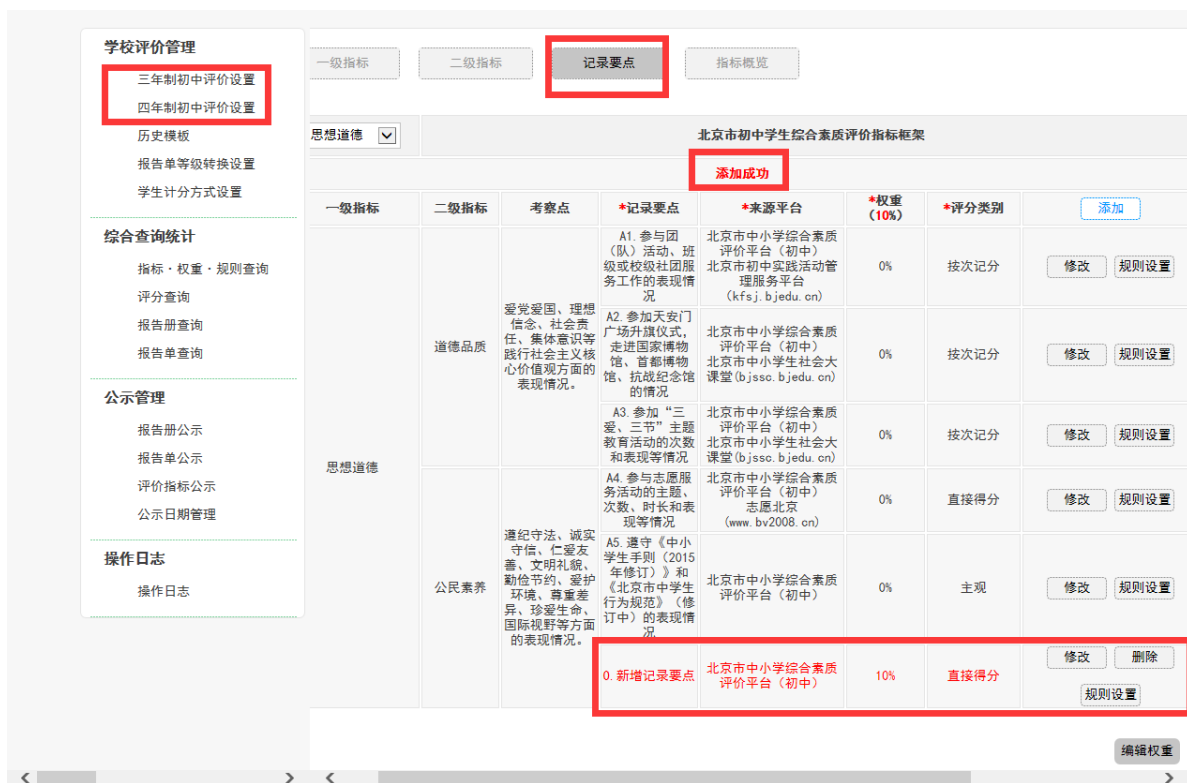 学校评价管理
三年制初中评价设置
四年制初中评价设置
历史模板
报告单等级转换设置
学生计分方式设置
综合查询统计
指标·权重·规则查询
评分查询
报告册查询
报告单查询
公示管理
报告册公示
报告单公示
评价指标公示
公示日期管理
操作日志
操作日志
一级指标
二级指标
记录要点
指标概览
思想道德
北京市初中学生综合素质评价指标框架
添加成功
一级指标
二级指标
考察点
*记录要点
*来源平台
*权重
(10%)
*评分类别
添加
思想道德
道德品质
爱党爱国、理想
信念、社会责
任、集体意识等
践行社会主义核
心价值观方面的
表现情况。
A1.参与团
（队）活动、班
级或校级社团服
务工作的表现情
况
北京市中小学综合素质
评价平台（初中）
北京市初中实践活动管
理服务平台
(kfsj.bjedu.cn)
0%
按次记分
修改
规则设置
A2.参加天安门
广场升旗仪式，
走进国家博物
馆、首都博物
馆、抗战纪念馆
的情况
北京市中小学综合素质
评价平台（初中）
北京市中小学生社会大
课堂(bjssc.bjedu.cn)
0%
按次记分
修改
规则设置
A3.参加“三
爱、三节”主题
教育活动的次数
和表现等情况
北京市中小学综合素质
评价平台（初中）
北京市中小学生社会大
课堂(bjssc.bjedu.cn)
0%
按次记分
修改
规则设置
公民素养
遵纪守法、诚实
守信、仁爱友
善、文明礼貌、
勤俭节约、爱护
环境、尊重差
异、珍爱生命、
国际视野等方面
的表现情况。
A4.参与志愿服
务活动的主题、
次数、时长和表
现等情况
北京市中小学综合素质
评价平台（初中）
志愿北京
(www.bv2008.cn)
0%
直接得分
修改
规则设置
A5.遵守《中小
学生手则（2015
年修订）》和
《北京市中学生
行为规范》（修
订中）的表现情
况
北京市中小学综合素质
评价平台（初中）
0%
主观
修改
规则设置
0.新增记录要点
北京市中小学综合素质
评价平台（初中）
10%
直接得分
修改
删除
规则设置
编辑权重